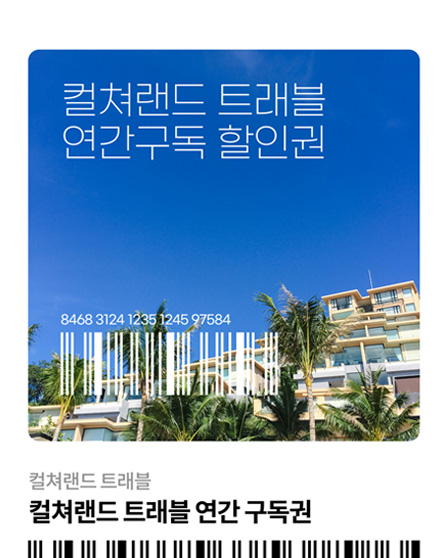 컬쳐랜드 트래블
연간구독 할인권
8468 3124 1235 1245 97584
컬쳐랜드 트래블
컬쳐랜드 트래블 연간 구독권